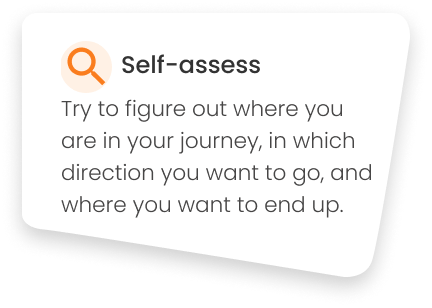 Self-assess
Try to figure out where you
are in your journey, in which
direction you want to go, and
where you want to end up.